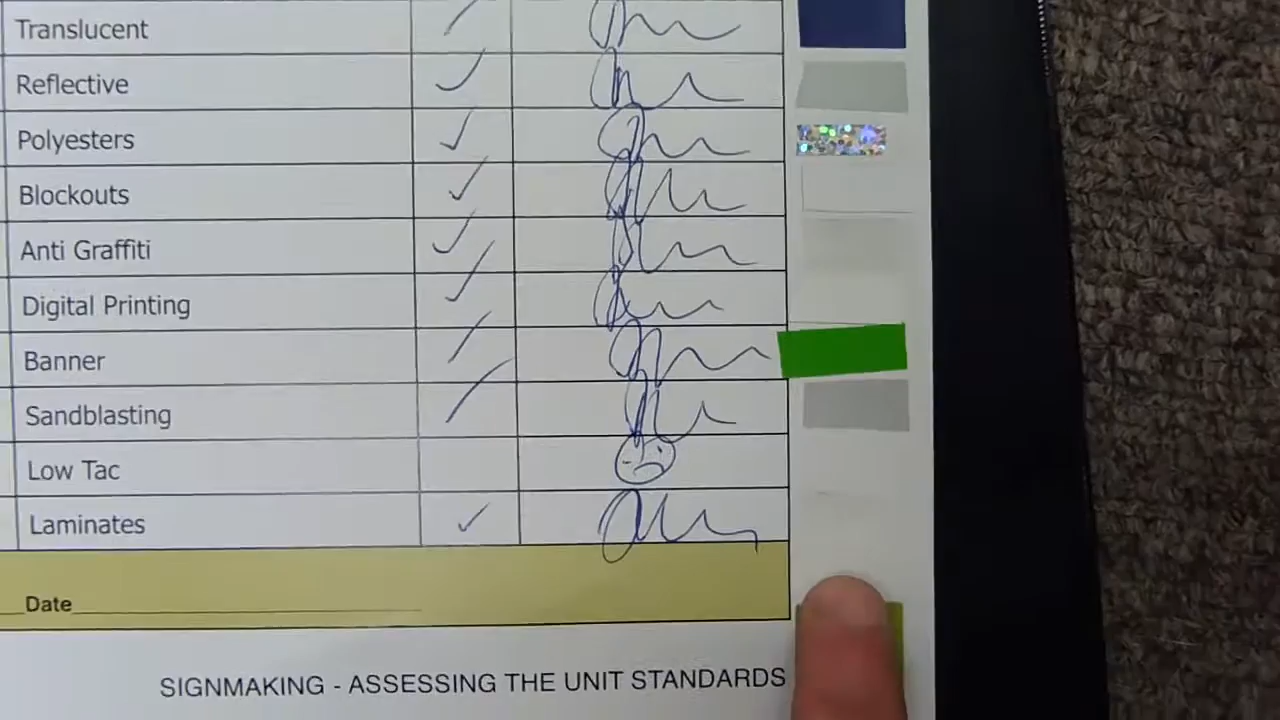 Translucent
Reflective
Polyesters
Blockouts
Anti Graffiti
Digital Printing
Banner
Sandblasting
Low Tac
Laminates
Date
SIGNMAKING - ASSESSING THE UNIT STANDARDS